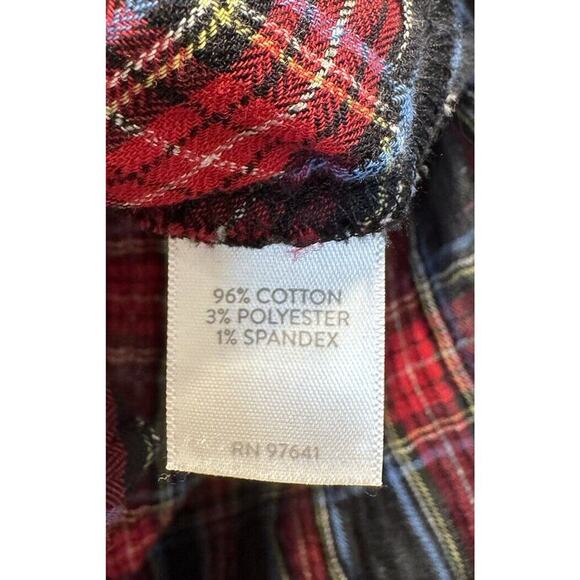 96% COTTON
3% POLYESTER
1% SPANDEX
RN 97641